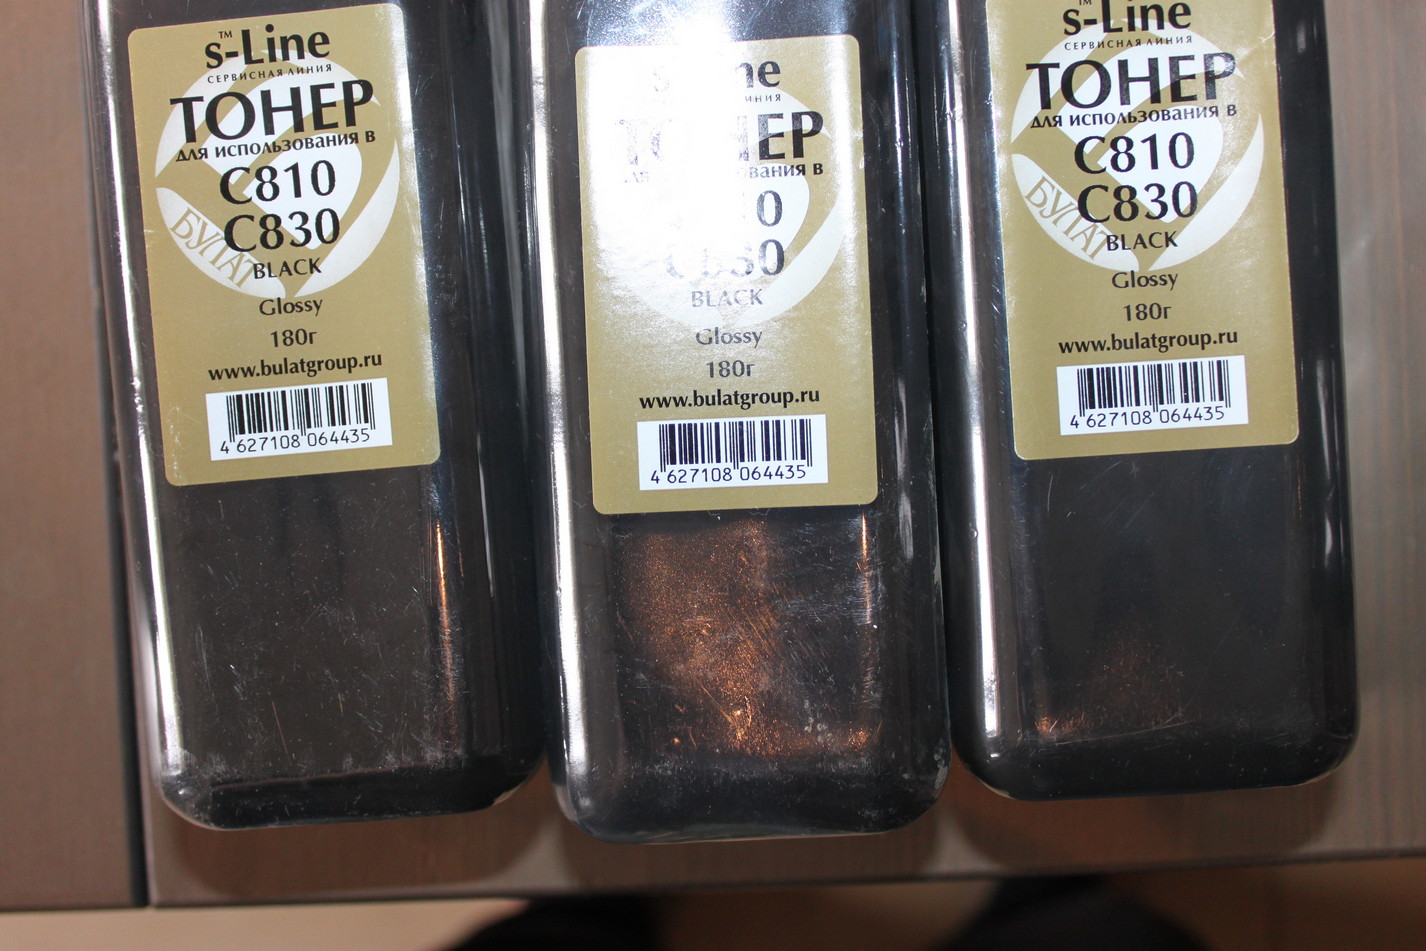 ™
s-Line
СЕРВИСНАЯ ЛИНИЯ
ТОНЕР
для использования в
C810
C830
БУЛАТ
BLACK
Glossy
180г
www.bulatgroup.ru
4 627108 064435
BLACK
Glossy
180г
www.bulatgroup.ru
4 627108 064435
™
s-Line
СЕРВИСНАЯ ЛИНИЯ
ТОНЕР
для использования в
C810
C830
БУЛАТ
BLACK
Glossy
180г
www.bulatgroup.ru
4 627108 064435